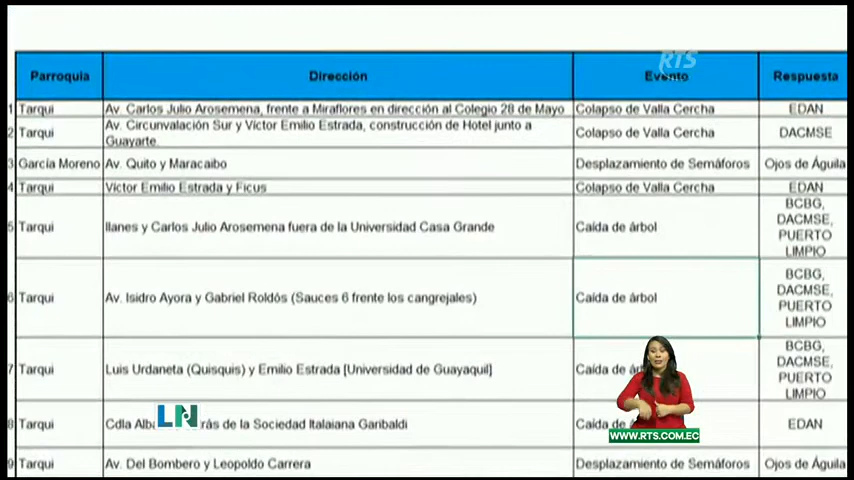 RTS
Parroquia Dirección Evento Respuesta
1 Tarqui Av. Carlos Julio Arosemena, frente a Miraflores en dirección al Colegio 28 de Mayo Colapso de Valla Cercha EDAN
2 Tarqui Av. Circunvalación Sur y Víctor Emilio Estrada, construcción de Hotel junto a Colapso de Valla Cercha DACMSE
Guayarte.
3 García Moreno Av. Quito y Maracaibo Desplazamiento de Semáforos Ojos de Águila
4 Tarqui Víctor Emilio Estrada y Ficus Colapso de Valla Cercha EDAN
5 Tarqui Ilanes y Carlos Julio Arosemena fuera de la Universidad Casa Grande Caída de árbol BCBG,
DACMSE,
PUERTO
LIMPIO
6 Tarqui Av. Isidro Ayora y Gabriel Roldós (Sauces 6 frente los cangrejales) Caída de árbol BCBG,
DACMSE,
PUERTO
LIMPIO
7 Tarqui Luis Urdaneta (Quisquis) y Emilio Estrada [Universidad de Guayaquil] Caída de BCBG,
DACMSE,
PUERTO
LIMPIO
8 Tarqui Cdla de la Sociedad Italaiana Garibaldi Caída de EDAN
LN
WWW.RTS.COM.EC
9 Tarqui Av. Del Bombero y Leopoldo Carrera Desplazamiento de Semáforos Ojos de Águila